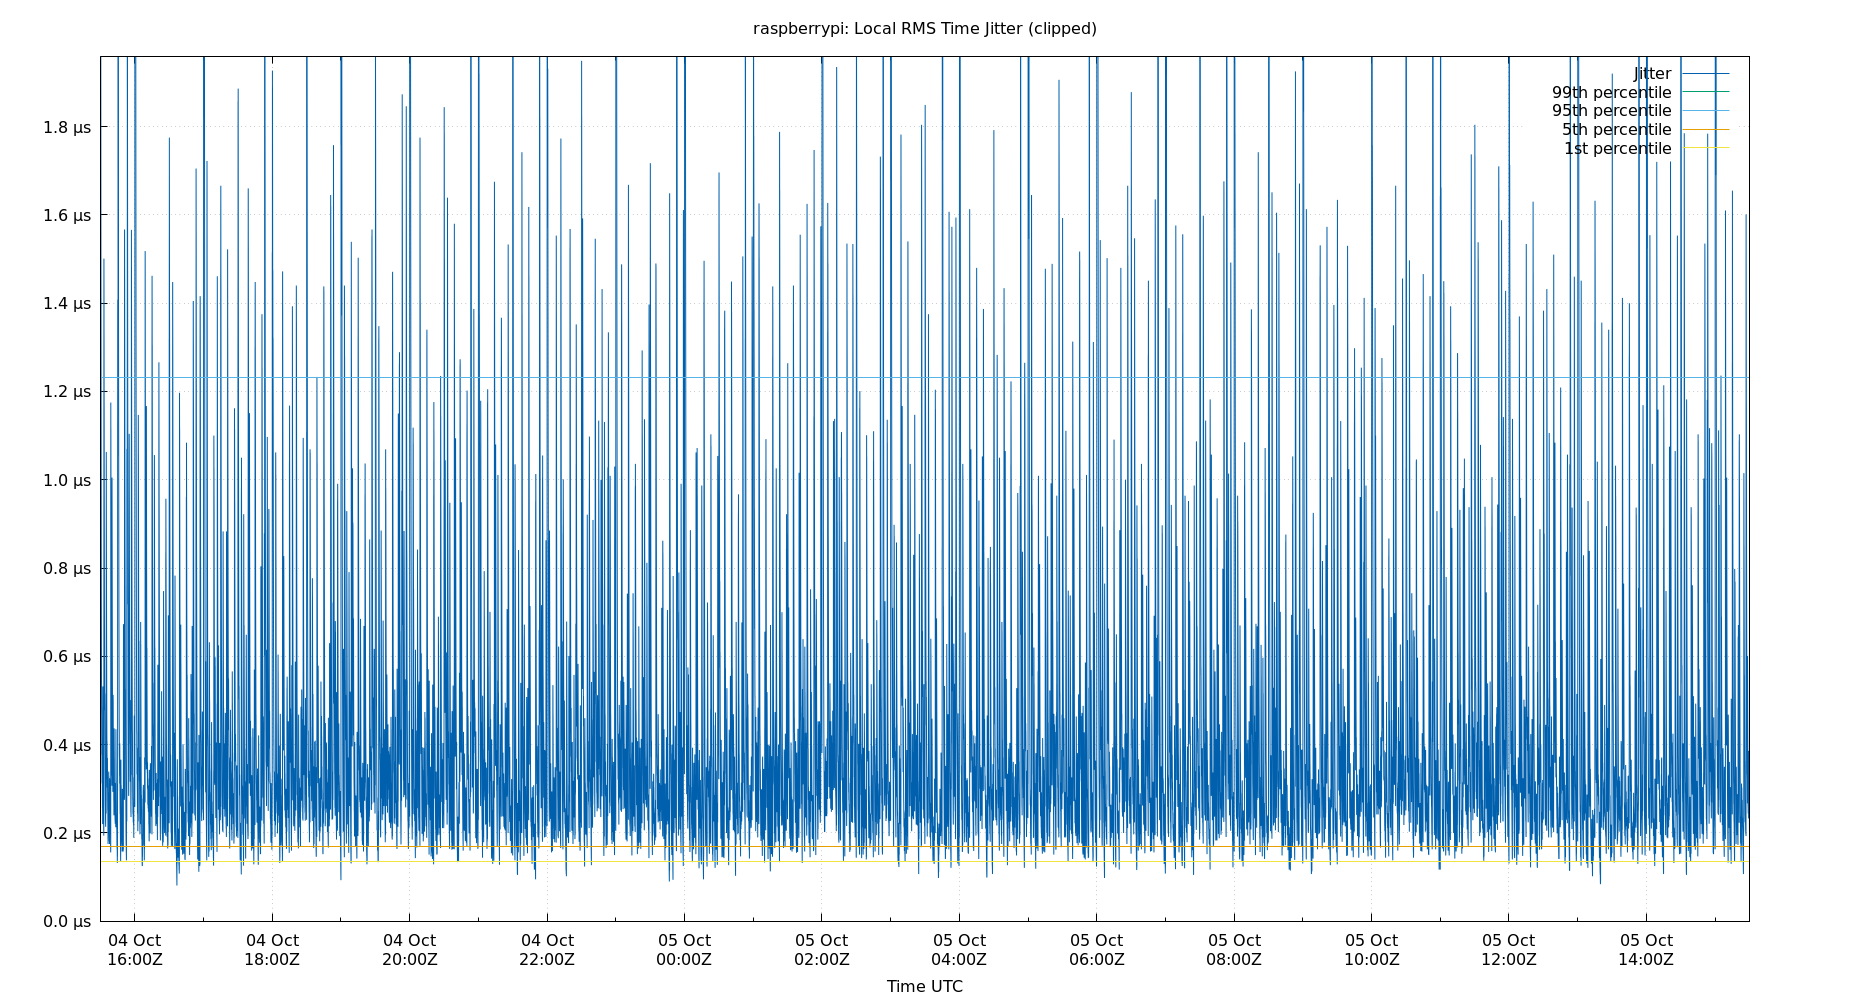 raspberrypi: Local RMS Time Jitter (clipped)
Jitter
99th percentile
95th percentile
5th percentile
1st percentile
1.8 µs
1.6 µs
1.4 µs
1.2 µs
1.0 µs
0.8 µs
0.6 µs
0.4 µs
0.2 µs
0.0 µs
04 Oct 04 Oct 04 Oct 04 Oct 05 Oct 05 Oct 05 Oct 05 Oct 05 Oct 05 Oct 05 Oct 05 Oct
16:00Z 18:00Z 20:00Z 22:00Z 00:00Z 02:00Z 04:00Z 06:00Z 08:00Z 10:00Z 12:00Z 14:00Z
Time UTC